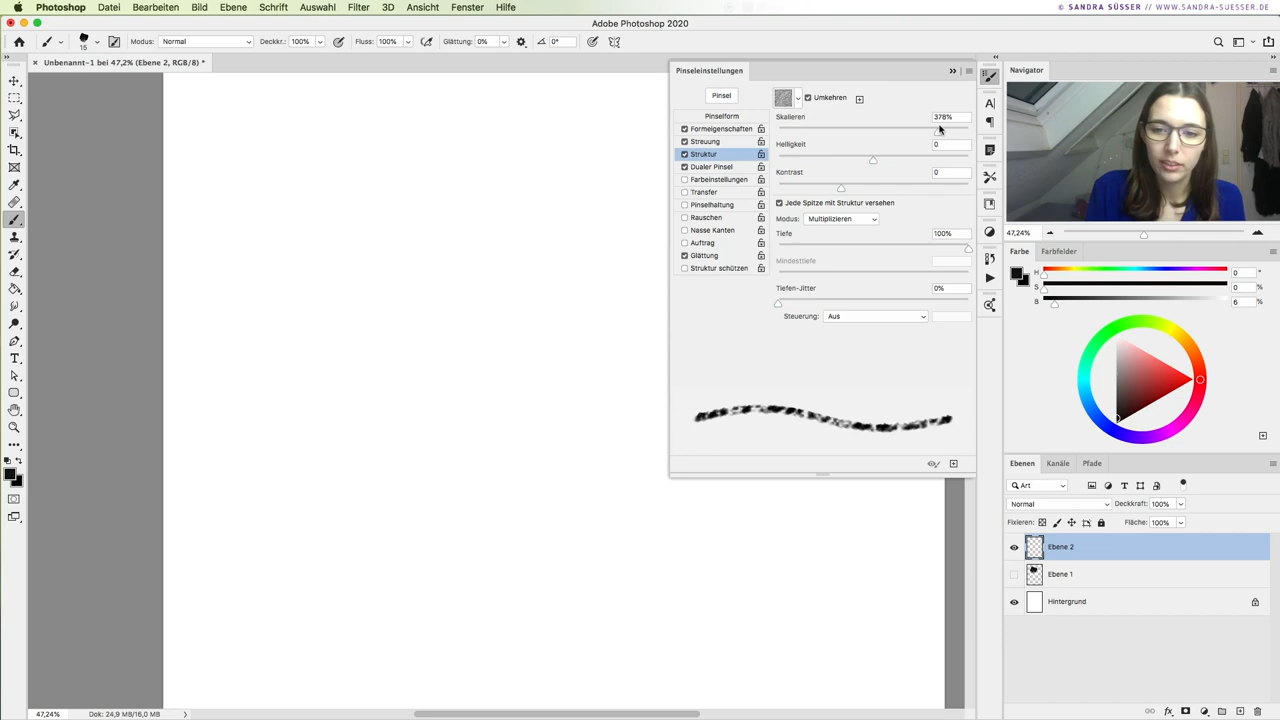 Photoshop Datei Bearbeiten Bild Ebene Schrift Auswahl Filter 3D Ansicht Fenster Hilfe
© SANDRA SÜSSER // WWW.SANDRA-SUESSER.DE
Adobe Photoshop 2020
15 Modus: Normal Deckkr.: 100% Fluss: 100% Glättung: 0% 0°
Unbenannt-1 bei 47,2% (Ebene 2, RGB/8) *
Pinseleinstellungen
Pinsel
Umkehren
Pinselform
Formeigenschaften
Streuung
Struktur
Dualer Pinsel
Farbeinstellungen
Transfer
Pinselhaltung
Rauschen
Nasse Kanten
Auftrag
Glättung
Struktur schützen
Skalieren 378%
Helligkeit 0
Kontrast 0
Jede Spitze mit Struktur versehen
Modus: Multiplizieren
Tiefe 100%
Mindesttiefe
Tiefen-Jitter 0%
Steuerung: Aus
Navigator
47,24%
Farbe Farbfelder
H 0 °
S 0 %
B 6 %
Ebenen Kanäle Pfade
Art
Normal Deckkraft: 100%
Fixieren: Fläche: 100%
Ebene 2
Ebene 1
Hintergrund
47,24% Dok: 24,9 MB/16,0 MB